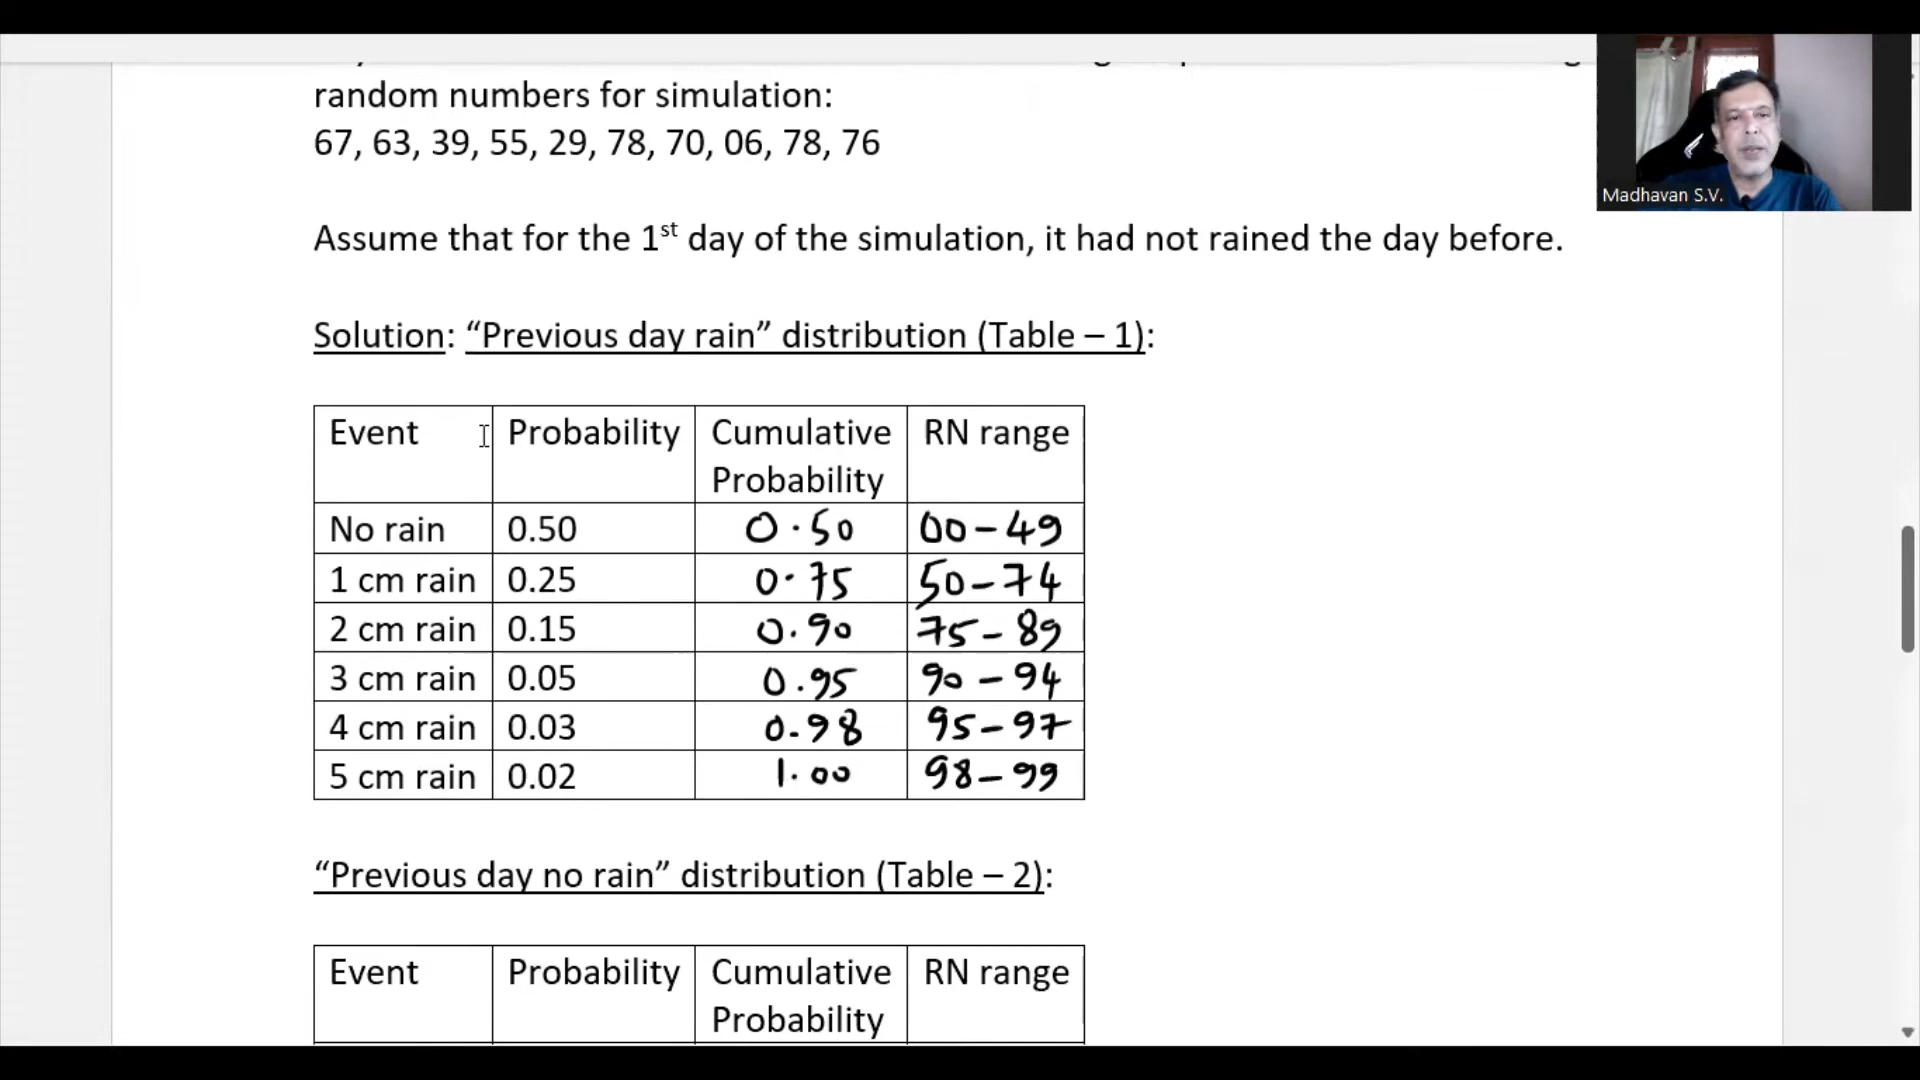 random numbers for simulation:
67, 63, 39, 55, 29, 78, 70, 06, 78, 76
Madhavan S.V.
Assume that for the 1st day of the simulation, it had not rained the day before.
Solution: “Previous day rain” distribution (Table – 1):
Event Probability Cumulative Probability RN range
No rain 0.50 0.50 00-49
1 cm rain 0.25 0.75 50-74
2 cm rain 0.15 0.90 75-89
3 cm rain 0.05 0.95 90-94
4 cm rain 0.03 0.98 95-97
5 cm rain 0.02 1.00 98-99
“Previous day no rain” distribution (Table – 2):
Event Probability Cumulative Probability RN range